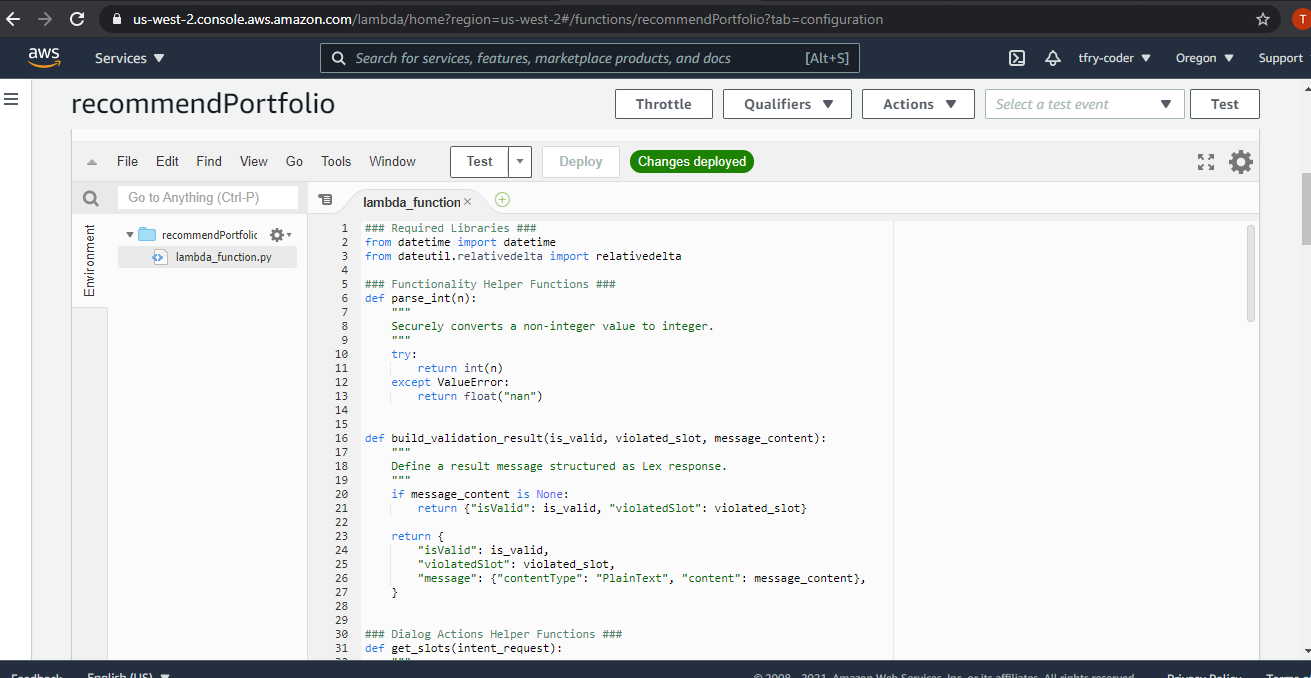 us-west-2.console.aws.amazon.com/lambda/home?region=us-west-2#/functions/recommendPortfolio?tab=configuration
T
aws
Services
Search for services, features, marketplace products, and docs
[Alt+S]
tfry-coder
Oregon
Support
recommendPortfolio
Throttle
Qualifiers
Actions
Select a test event
Test
File Edit Find View Go Tools Window
Test
Deploy
Changes deployed
Go to Anything (Ctrl-P)
lambda_function
Environment
recommendPortfolic
lambda_function.py
1 ### Required Libraries ###
2 from datetime import datetime
3 from dateutil.relativedelta import relativedelta
4
5 ### Functionality Helper Functions ###
6 def parse_int(n):
7 """
8 Securely converts a non-integer value to integer.
9 """
10 try:
11 return int(n)
12 except ValueError:
13 return float("nan")
14
15
16 def build_validation_result(is_valid, violated_slot, message_content):
17 """
18 Define a result message structured as Lex response.
19 """
20 if message_content is None:
21 return {"isValid": is_valid, "violatedSlot": violated_slot}
22
23 return {
24 "isValid": is_valid,
25 "violatedSlot": violated_slot,
26 "message": {"contentType": "PlainText", "content": message_content},
27 }
28
29
30 ### Dialog Actions Helper Functions ###
31 def get_slots(intent_request):
32 """
Feedback
English (US)
© 2008 - 2021, Amazon Web Services, Inc. or its affiliates. All rights reserved.
Privacy Policy
Terms